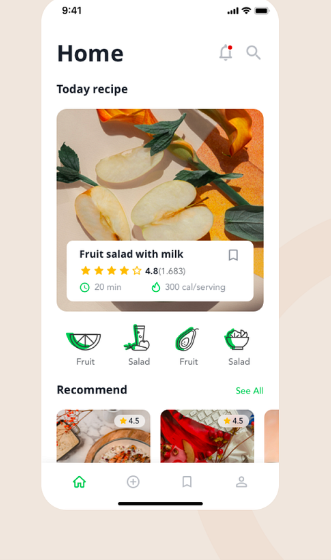 9:41
Home
Today recipe
Fruit salad with milk
4.8(1.683)
20 min 300 cal/serving
Fruit Salad Fruit Salad
Recommend See All
4.5 4.5